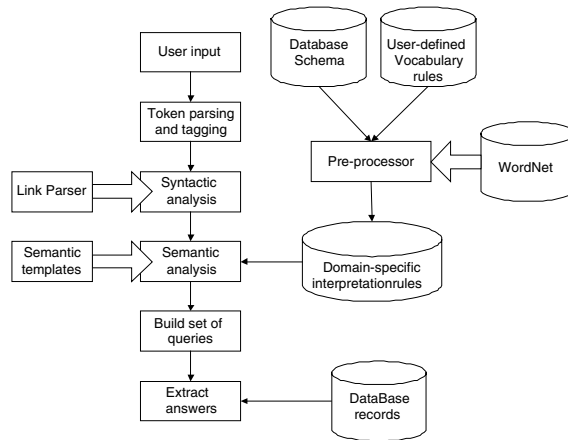 User input
Database
Schema
User-defined
Vocabulary
rules
Token parsing
and tagging
Pre-processor
WordNet
Link Parser
Syntactic
analysis
Semantic
templates
Semantic
analysis
Domain-specific
interpretationrules
Build set of
queries
Extract
answers
DataBase
records